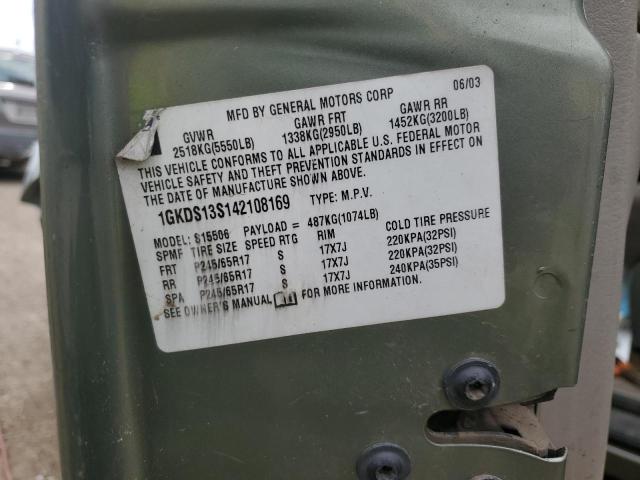 MFD BY GENERAL MOTORS CORP 06/03
GVWR GAWR FRT GAWR RR
2518KG(5550LB) 1338KG(2950LB) 1452KG(3200LB)
THIS VEHICLE CONFORMS TO ALL APPLICABLE U.S. FEDERAL MOTOR
VEHICLE SAFETY AND THEFT PREVENTION STANDARDS IN EFFECT ON
THE DATE OF MANUFACTURE SHOWN ABOVE.
1GKDS13S142108169 TYPE: M.P.V.
MODEL: S15506 PAYLOAD = 487KG(1074LB)
SPMF TIRE SIZE SPEED RTG RIM COLD TIRE PRESSURE
FRT P245/65R17 S 17X7J 220KPA(32PSI)
RR P245/65R17 S 17X7J 220KPA(32PSI)
SPA P245/65R17 S 17X7J 240KPA(35PSI)
SEE OWNER'S MANUAL FOR MORE INFORMATION.